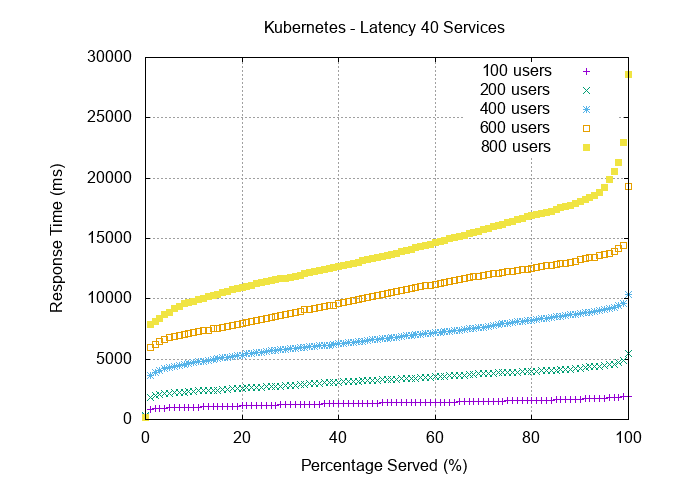 Kubernetes - Latency 40 Services
30000
25000
20000
15000
10000
5000
0
Response Time (ms)
100 users
200 users
400 users
600 users
800 users
0 20 40 60 80 100
Percentage Served (%)